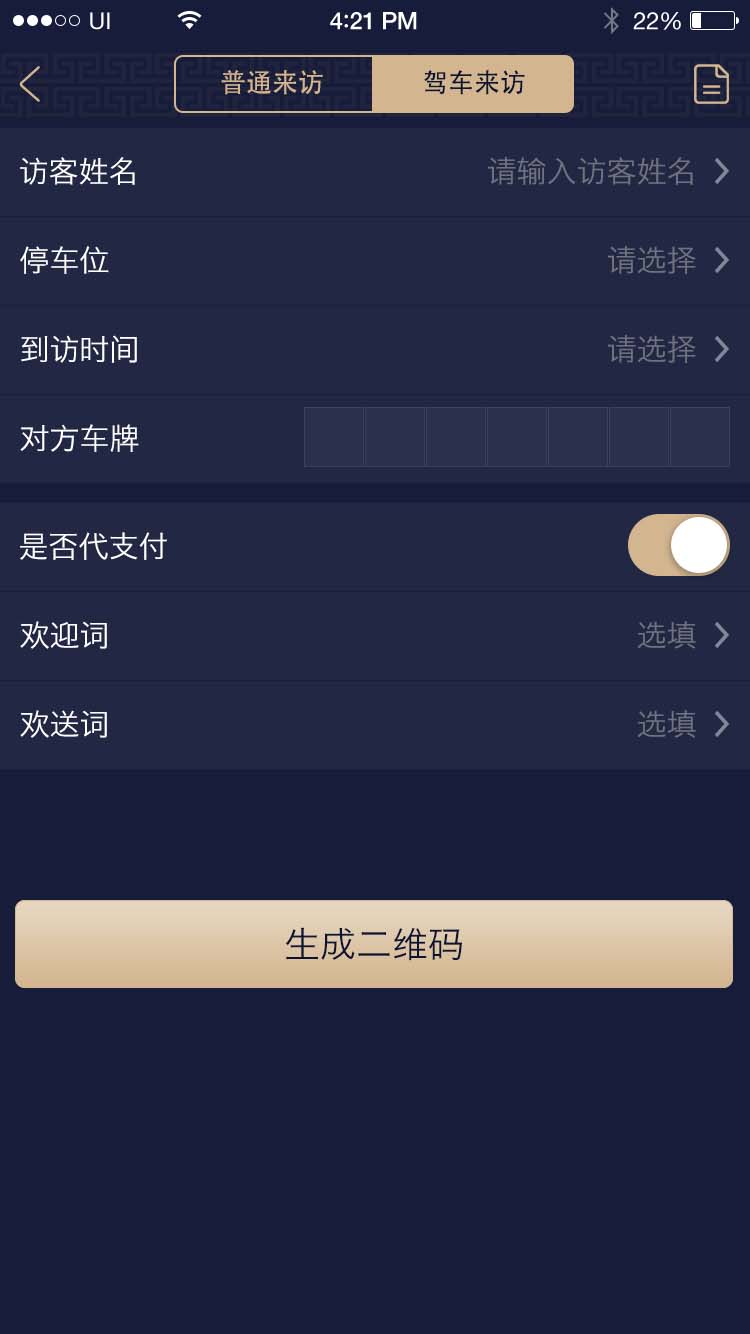 UI 4:21 PM 22%
普通来访 驾车来访
访客姓名 请输入访客姓名
停车位 请选择
到访时间 请选择
对方车牌
是否代支付
欢迎词 选填
欢送词 选填
生成二维码